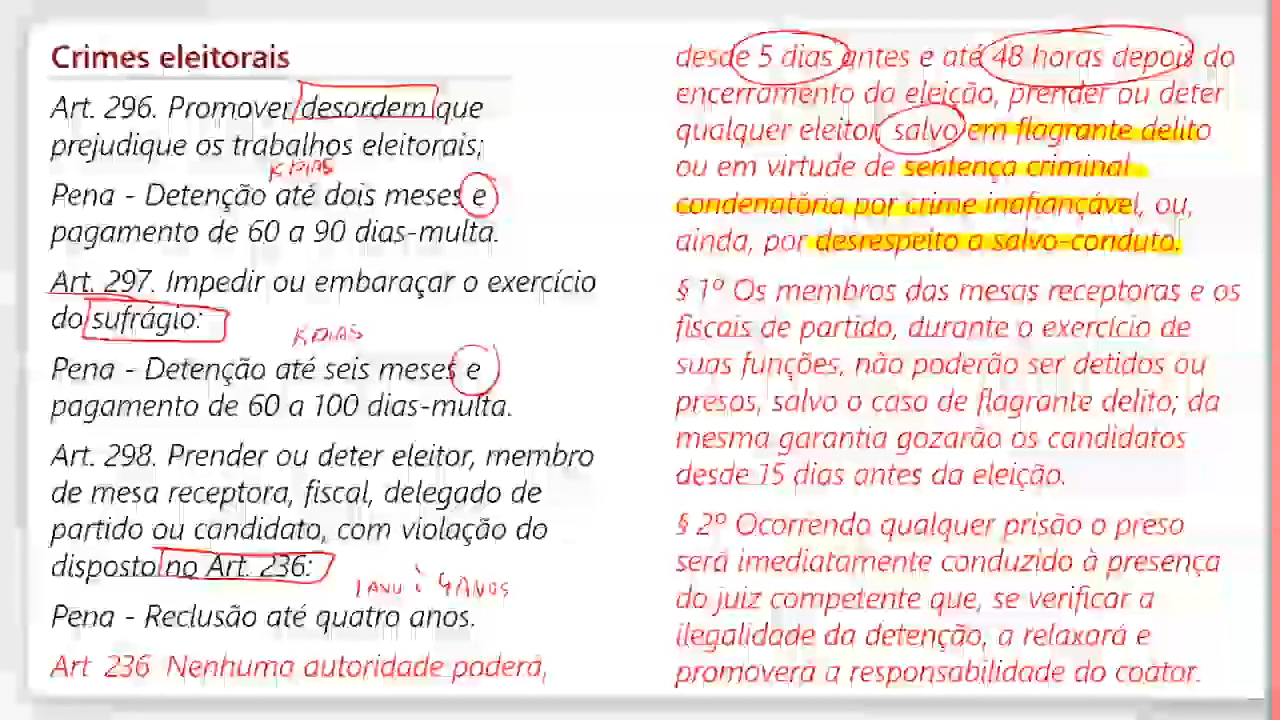 Crimes eleitorais
Art. 296. Promover desordem que
prejudique os trabalhos eleitorais;
DIAS
Pena - Detenção até dois meses e
pagamento de 60 a 90 dias-multa.
Art. 297. Impedir ou embaraçar o exercício
do sufrágio:
DIAS
Pena - Detenção até seis meses e
pagamento de 60 a 100 dias-multa.
Art. 298. Prender ou deter eleitor, membro
de mesa receptora, fiscal, delegado de
partido ou candidato, com violação do
disposto no Art. 236:
1 ANO À 4 ANOS
Pena - Reclusão até quatro anos.
Art 236 Nenhuma autoridade poderá,
desde 5 dias antes e até 48 horas depois do
encerramento da eleição, prender ou deter
qualquer eleitor, salvo em flagrante delito
ou em virtude de sentença criminal
condenatória por crime inafiançável, ou,
ainda, por desrespeito a salvo-conduto.
§ 1º Os membros das mesas receptoras e os
fiscais de partido, durante o exercício de
suas funções, não poderão ser detidos ou
presos, salvo o caso de flagrante delito; da
mesma garantia gozarão os candidatos
desde 15 dias antes da eleição.
§ 2º Ocorrendo qualquer prisão o preso
será imediatamente conduzido à presença
do juiz competente que, se verificar a
ilegalidade da detenção, a relaxará e
promoverá a responsabilidade do coator.